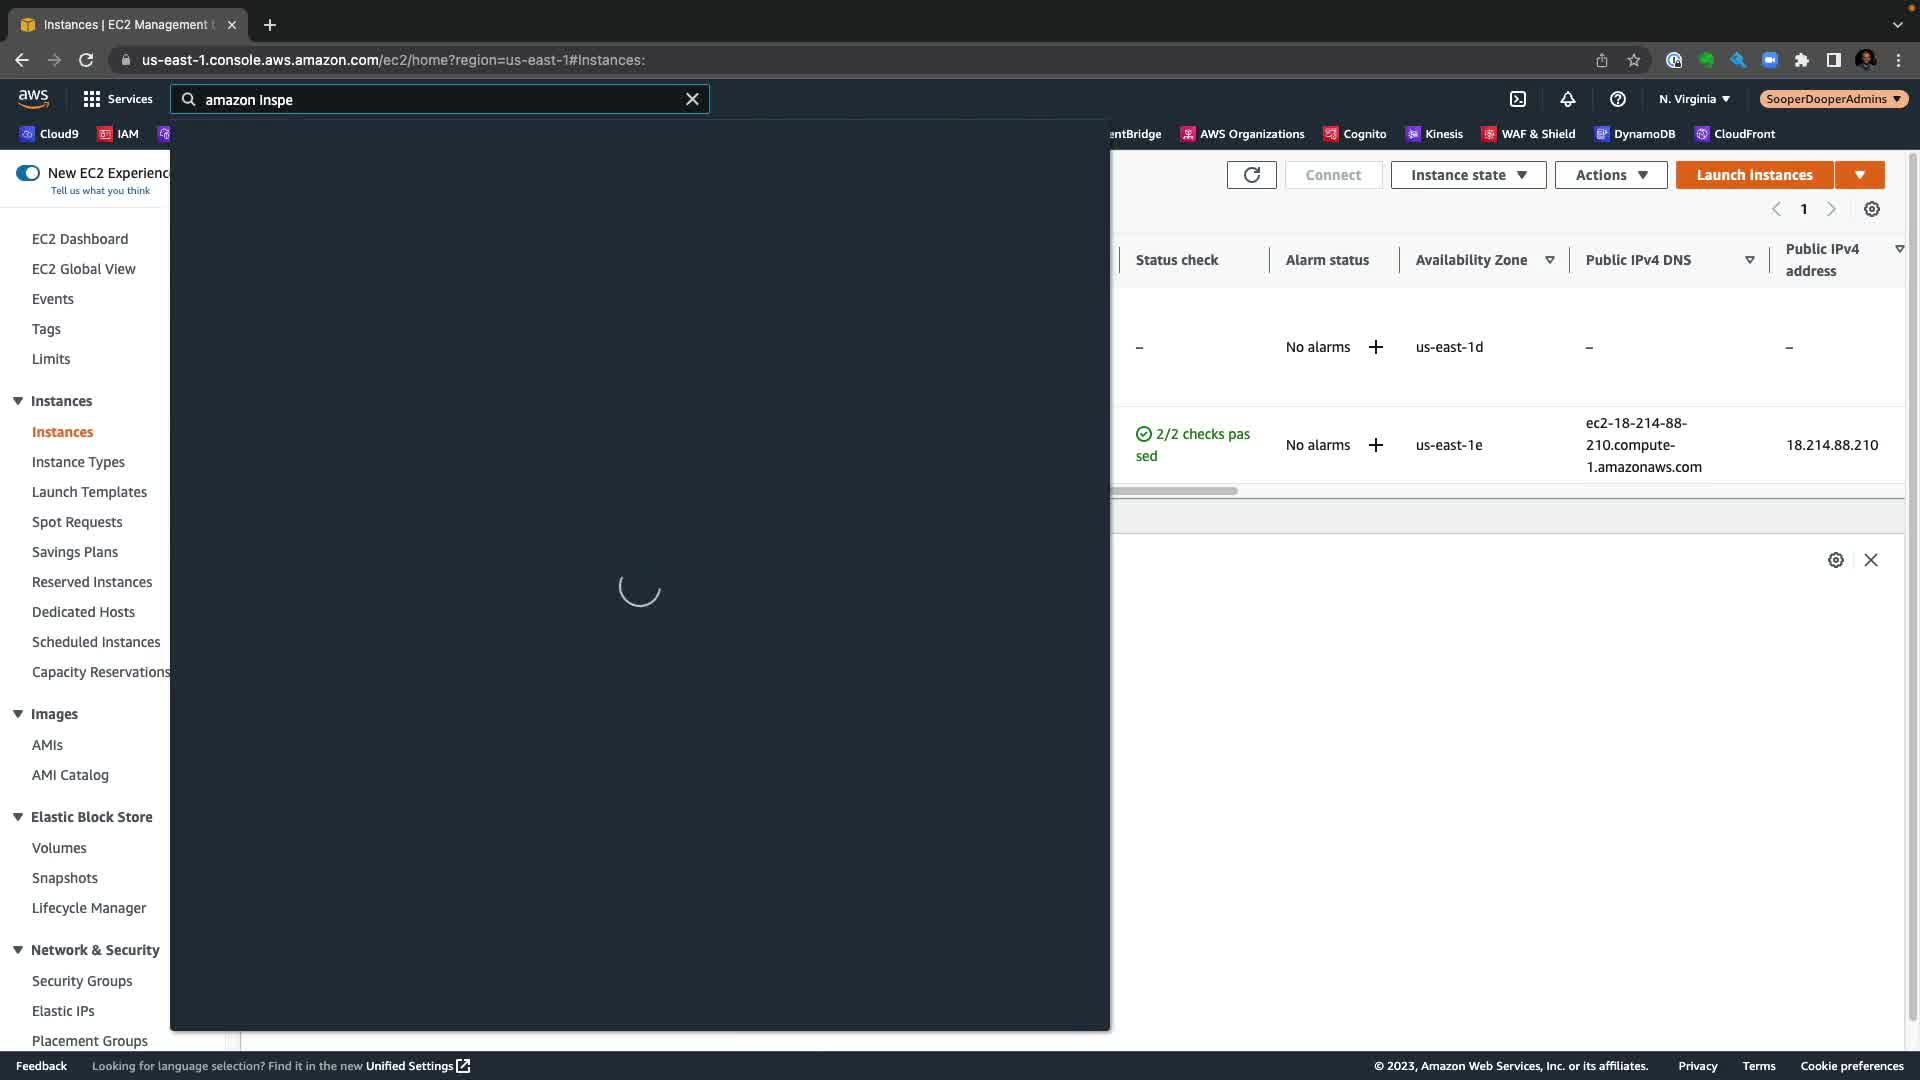 Instances | EC2 Management
us-east-1.console.aws.amazon.com/ec2/home?region=us-east-1#Instances:
aws
Services
amazon Inspe
N. Virginia
SooperDooperAdmins
Cloud9
IAM
entBridge
AWS Organizations
Cognito
Kinesis
WAF & Shield
DynamoDB
CloudFront
New EC2 Experienc
Tell us what you think
Connect
Instance state
Actions
Launch instances
1
EC2 Dashboard
EC2 Global View
Events
Tags
Limits
Instances
Instances
Instance Types
Launch Templates
Spot Requests
Savings Plans
Reserved Instances
Dedicated Hosts
Scheduled Instances
Capacity Reservations
Images
AMIs
AMI Catalog
Elastic Block Store
Volumes
Snapshots
Lifecycle Manager
Network & Security
Security Groups
Elastic IPs
Placement Groups
Status check
Alarm status
Availability Zone
Public IPv4 DNS
Public IPv4
address
–
No alarms
us-east-1d
–
–
2/2 checks pas
sed
No alarms
us-east-1e
ec2-18-214-88-
210.compute-
1.amazonaws.com
18.214.88.210
Feedback
Looking for language selection? Find it in the new Unified Settings
© 2023, Amazon Web Services, Inc. or its affiliates.
Privacy
Terms
Cookie preferences